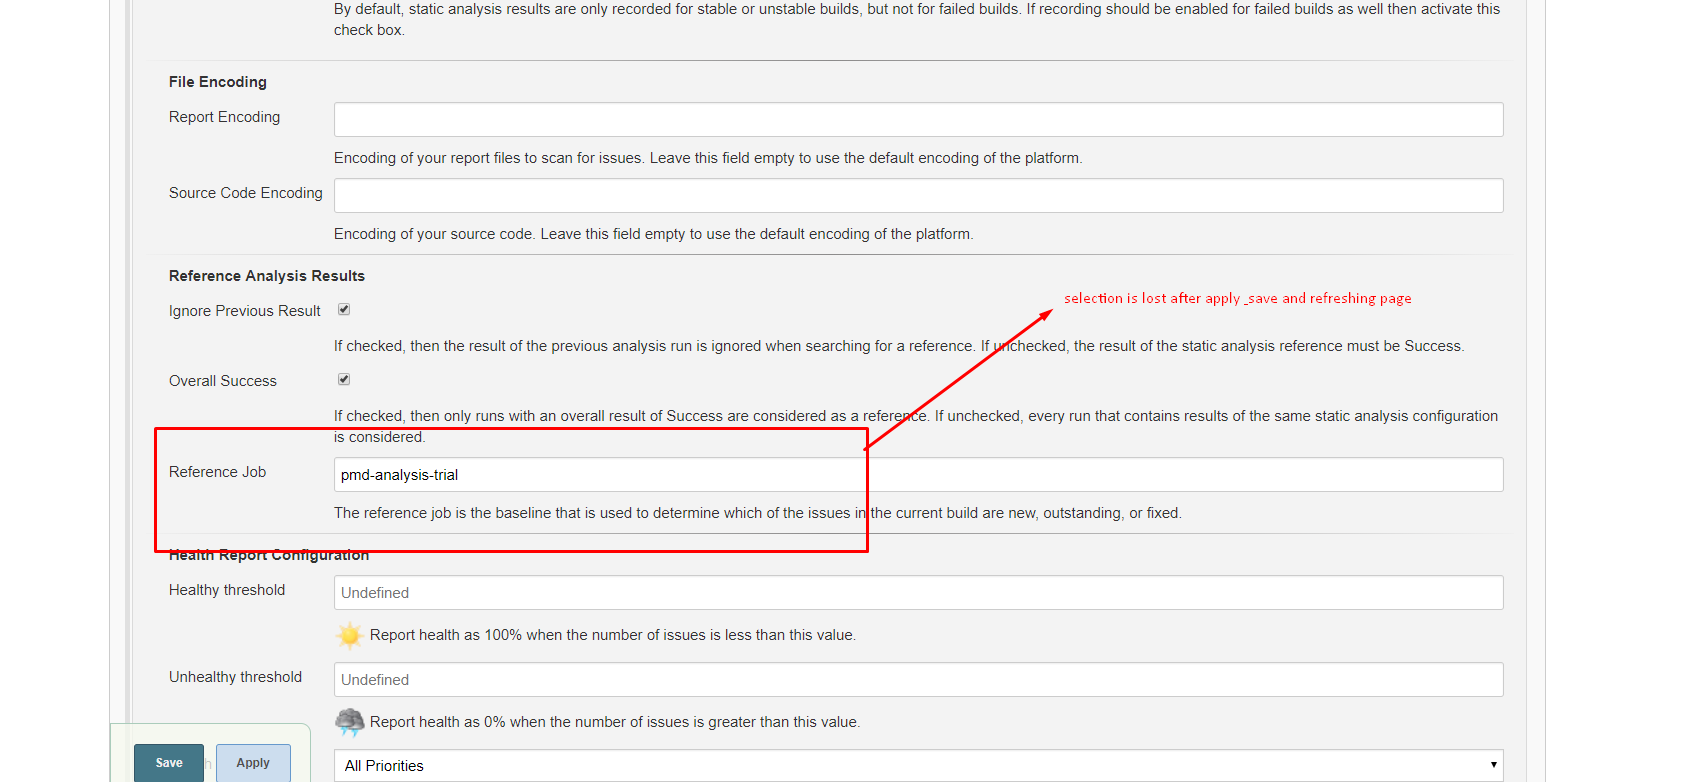 By default, static analysis results are only recorded for stable or unstable builds, but not for failed builds. If recording should be enabled for failed builds as well then activate this
check box.
File Encoding
Report Encoding
Encoding of your report files to scan for issues. Leave this field empty to use the default encoding of the platform.
Source Code Encoding
Encoding of your source code. Leave this field empty to use the default encoding of the platform.
Reference Analysis Results
selection is lost after apply _save and refreshing page
Ignore Previous Result
If checked, then the result of the previous analysis run is ignored when searching for a reference. If unchecked, the result of the static analysis reference must be Success.
Overall Success
If checked, then only runs with an overall result of Success are considered as a reference. If unchecked, every run that contains results of the same static analysis configuration
is considered.
Reference Job
pmd-analysis-trial
The reference job is the baseline that is used to determine which of the issues in the current build are new, outstanding, or fixed.
Health Report Configuration
Healthy threshold
Undefined
Report health as 100% when the number of issues is less than this value.
Unhealthy threshold
Undefined
Report health as 0% when the number of issues is greater than this value.
Save
Apply
All Priorities